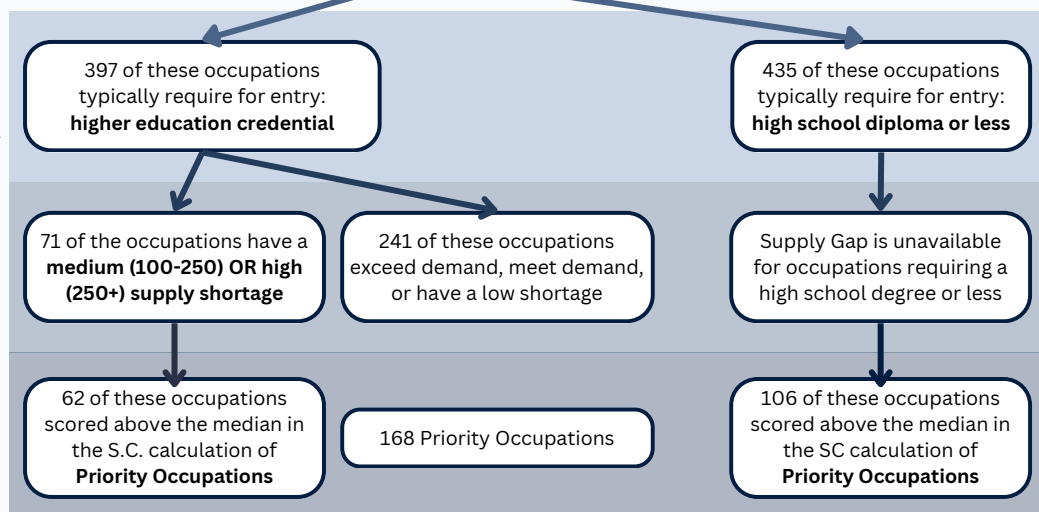 397 of these occupations
typically require for entry:
higher education credential
435 of these occupations
typically require for entry:
high school diploma or less
71 of the occupations have a
medium (100-250) OR high
(250+) supply shortage
241 of these occupations
exceed demand, meet demand,
or have a low shortage
Supply Gap is unavailable
for occupations requiring a
high school degree or less
62 of these occupations
scored above the median in
the S.C. calculation of
Priority Occupations
168 Priority Occupations
106 of these occupations
scored above the median in
the SC calculation of
Priority Occupations